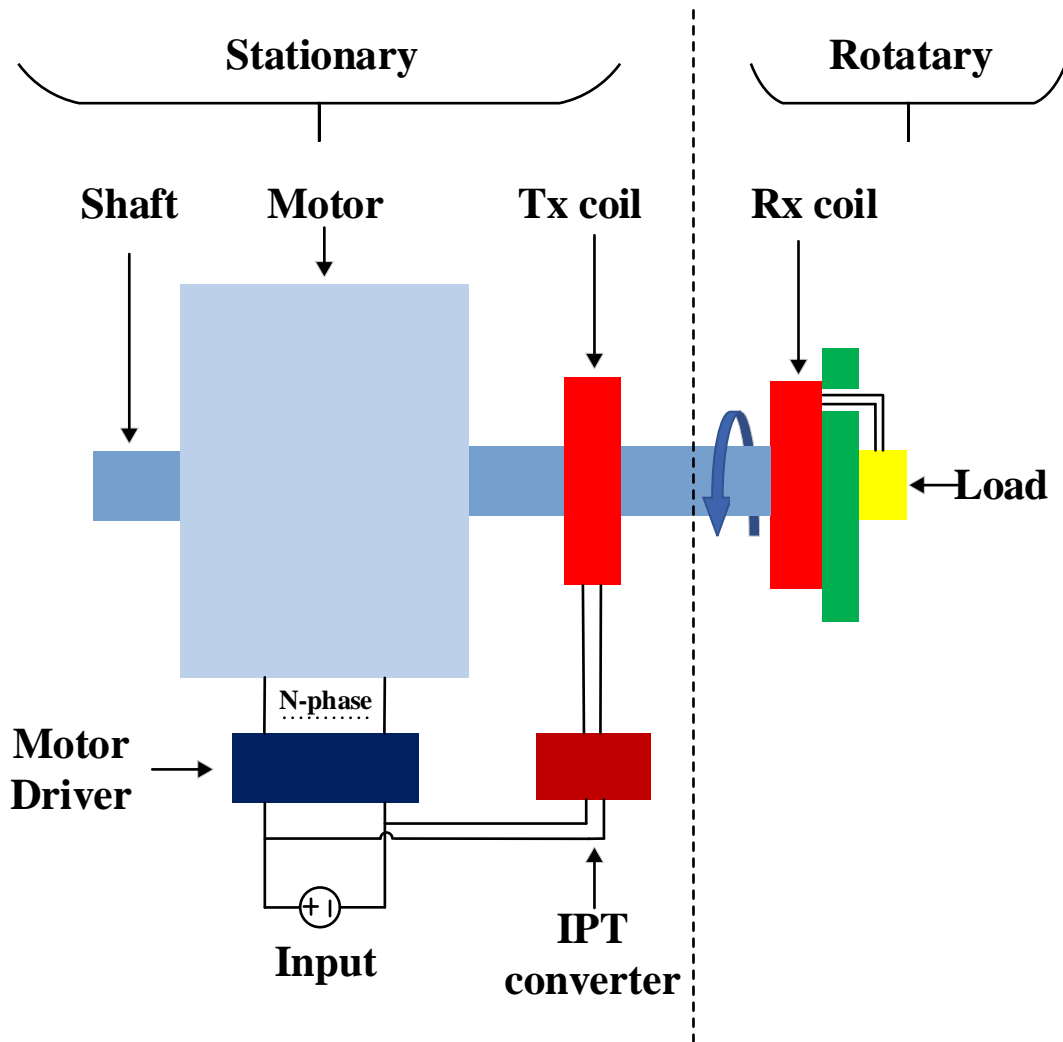 Stationary
Rotatary
Shaft
Motor
Tx coil
Rx coil
Load
N-phase
Motor
Driver
+ −
Input
IPT
converter